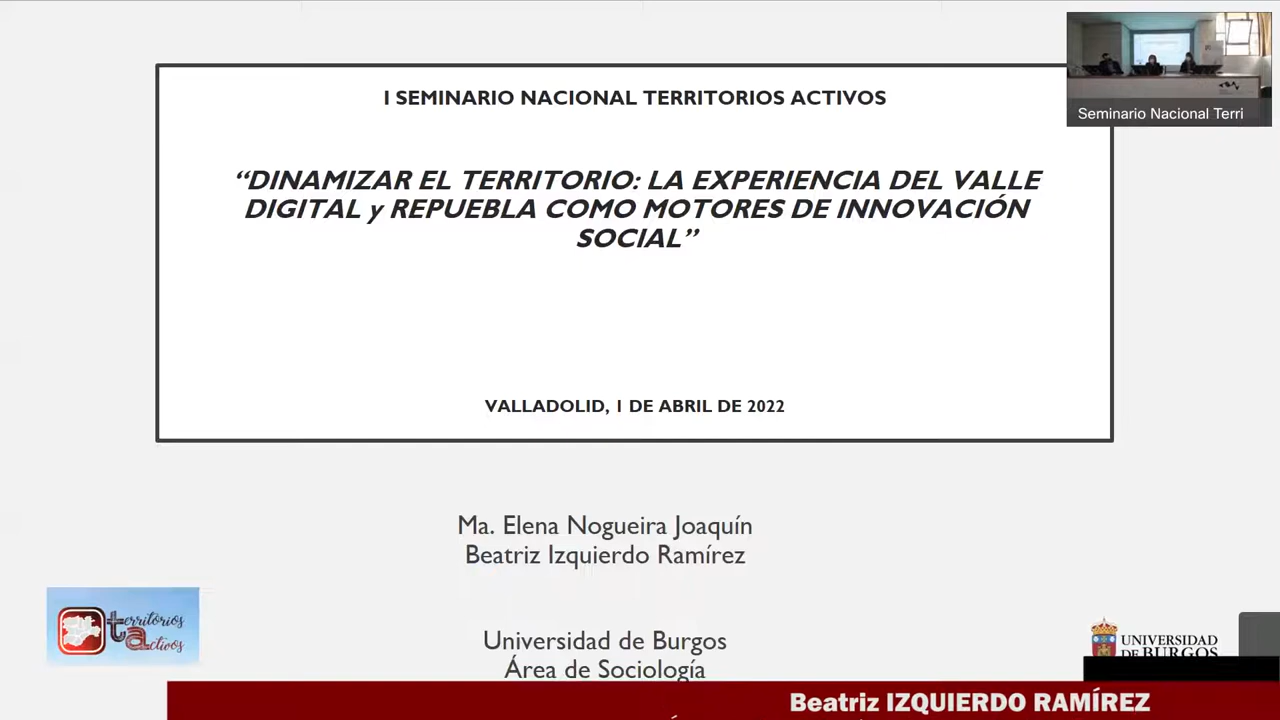 I SEMINARIO NACIONAL TERRITORIOS ACTIVOS
Seminario Nacional Terri
“DINAMIZAR EL TERRITORIO: LA EXPERIENCIA DEL VALLE
DIGITAL y REPUEBLA COMO MOTORES DE INNOVACIÓN
SOCIAL”
VALLADOLID, 1 DE ABRIL DE 2022
Ma. Elena Nogueira Joaquín
Beatriz Izquierdo Ramírez
territorios
activos
Universidad de Burgos
Área de Sociología
UNIVERSIDAD
DE BURGOS
Beatriz IZQUIERDO RAMÍREZ